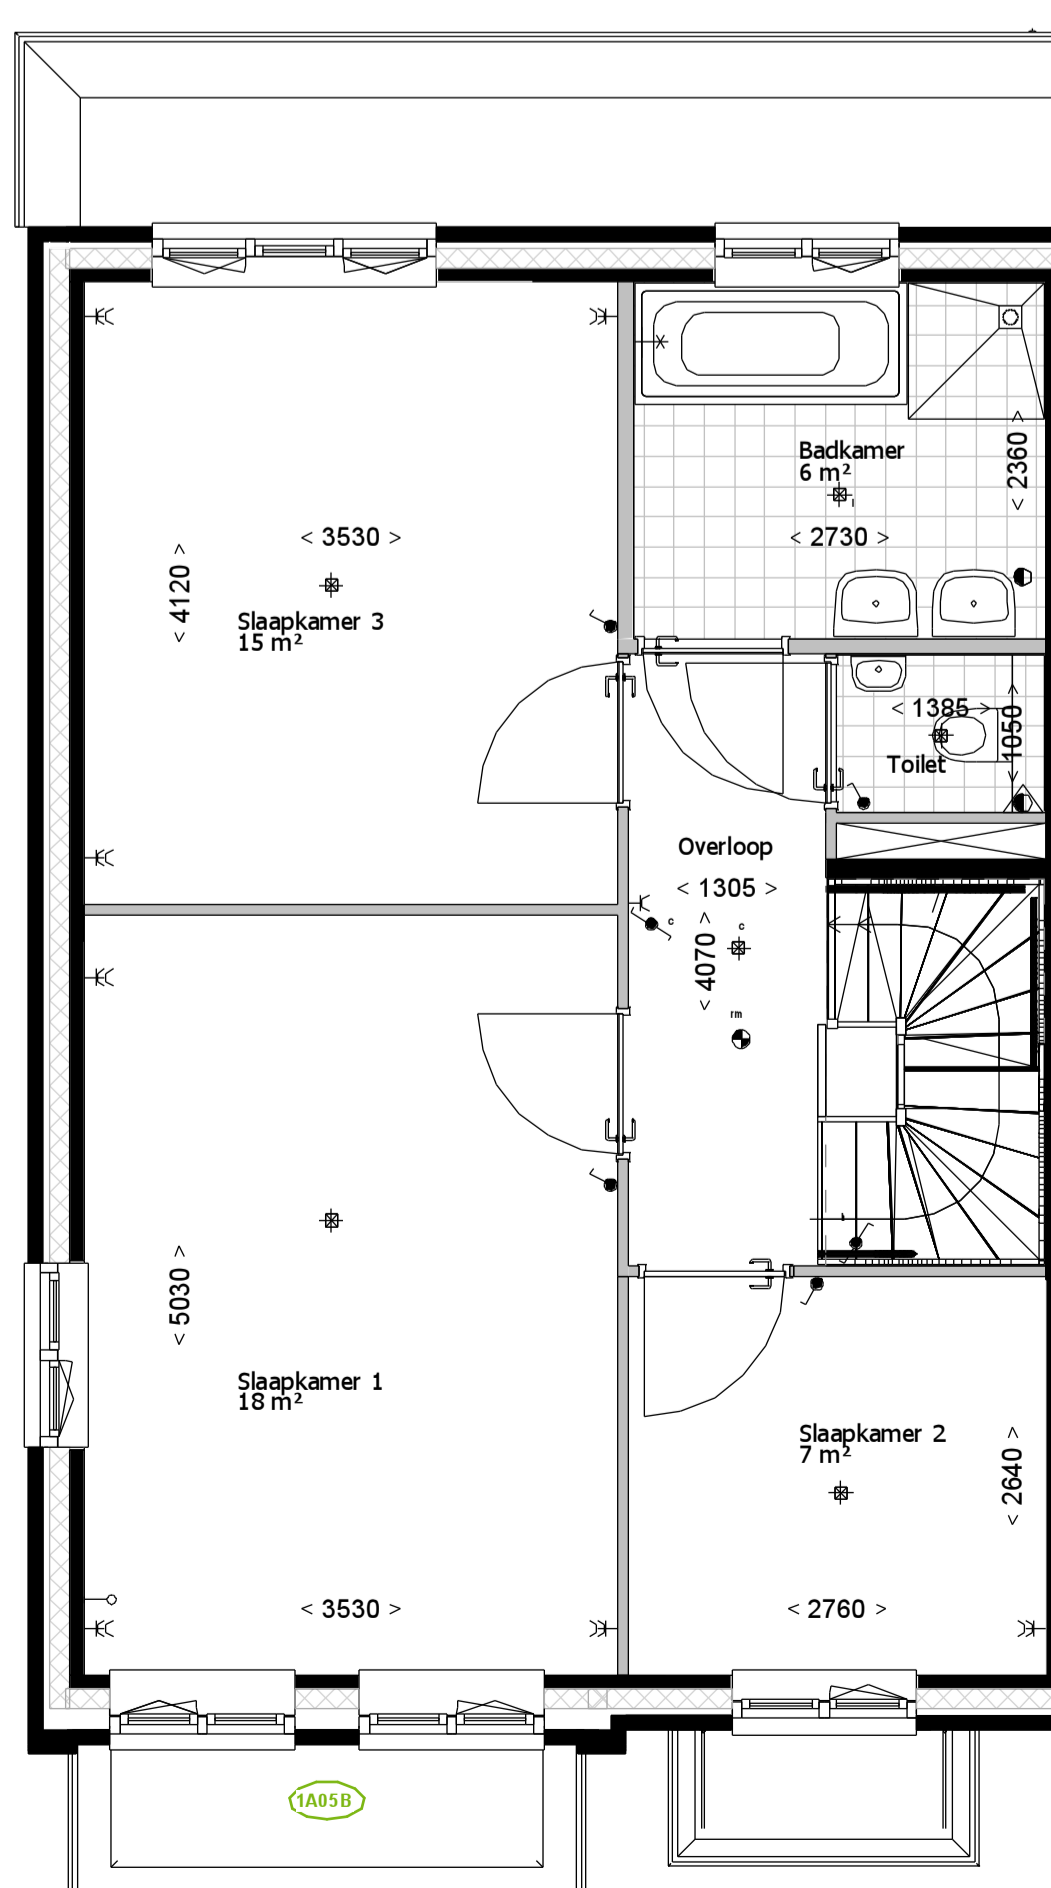 Badkamer
6 m²
< 2360 >
< 2730 >
< 3530 >
< 4120 >
Slaapkamer 3
15 m²
< 1385 >
< 1050 >
Toilet
Overloop
< 1305 >
c
c
< 4070 >
rm
< 5030 >
Slaapkamer 1
18 m²
Slaapkamer 2
7 m²
< 2640 >
< 3530 >
< 2760 >
1A05B